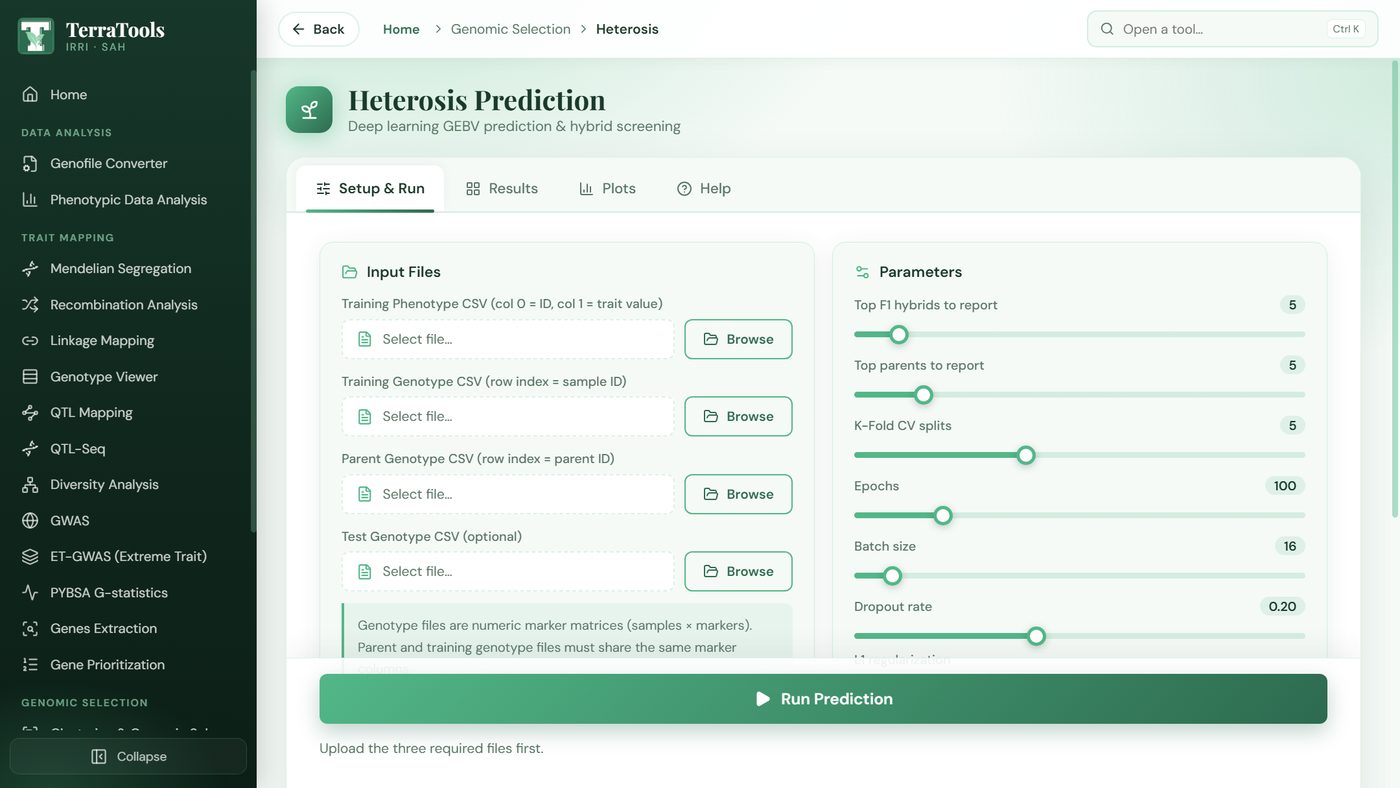 TerraTools
IRRI · SAH
Home
DATA ANALYSIS
Genofile Converter
Phenotypic Data Analysis
TRAIT MAPPING
Mendelian Segregation
Recombination Analysis
Linkage Mapping
Genotype Viewer
QTL Mapping
QTL-Seq
Diversity Analysis
GWAS
ET-GWAS (Extreme Trait)
PYBSA G-statistics
Genes Extraction
Gene Prioritization
GENOMIC SELECTION
Collapse
Back
Home > Genomic Selection > Heterosis
Open a tool...
Ctrl K
Heterosis Prediction
Deep learning GEBV prediction & hybrid screening
Setup & Run
Results
Plots
Help
Input Files
Training Phenotype CSV (col 0 = ID, col 1 = trait value)
Select file...
Browse
Training Genotype CSV (row index = sample ID)
Select file...
Browse
Parent Genotype CSV (row index = parent ID)
Select file...
Browse
Test Genotype CSV (optional)
Select file...
Browse
Genotype files are numeric marker matrices (samples × markers).
Parent and training genotype files must share the same marker
columns.
Parameters
Top F1 hybrids to report 5
Top parents to report 5
K-Fold CV splits 5
Epochs 100
Batch size 16
Dropout rate 0.20
L1 regularization
Run Prediction
Upload the three required files first.